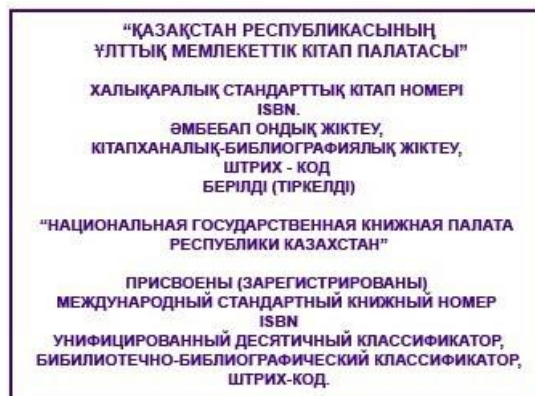 “ҚАЗАҚСТАН РЕСПУБЛИКАСЫНЫҢ
ҰЛТТЫҚ МЕМЛЕКЕТТІК КІТАП ПАЛАТАСЫ”
ХАЛЫҚАРАЛЫҚ СТАНДАРТТЫҚ КІТАП НОМЕРІ
ISBN.
ӘМБЕБАП ОНДЫҚ ЖІКТЕУ,
КІТАПХАНАЛЫҚ-БИБЛИОГРАФИЯЛЫҚ ЖІКТЕУ,
ШТРИХ - КОД
БЕРІЛДІ (ТІРКЕЛДІ)
“НАЦИОНАЛЬНАЯ ГОСУДАРСТВЕННАЯ КНИЖНАЯ ПАЛАТА
РЕСПУБЛИКИ КАЗАХСТАН”
ПРИСВОЕНЫ (ЗАРЕГИСТРИРОВАНЫ)
МЕЖДУНАРОДНЫЙ СТАНДАРТНЫЙ КНИЖНЫЙ НОМЕР
ISBN
УНИФИЦИРОВАННЫЙ ДЕСЯТИЧНЫЙ КЛАССИФИКАТОР,
БИБИЛИОТЕЧНО-БИБЛИОГРАФИЧЕСКИЙ КЛАССИФИКАТОР,
ШТРИХ-КОД.